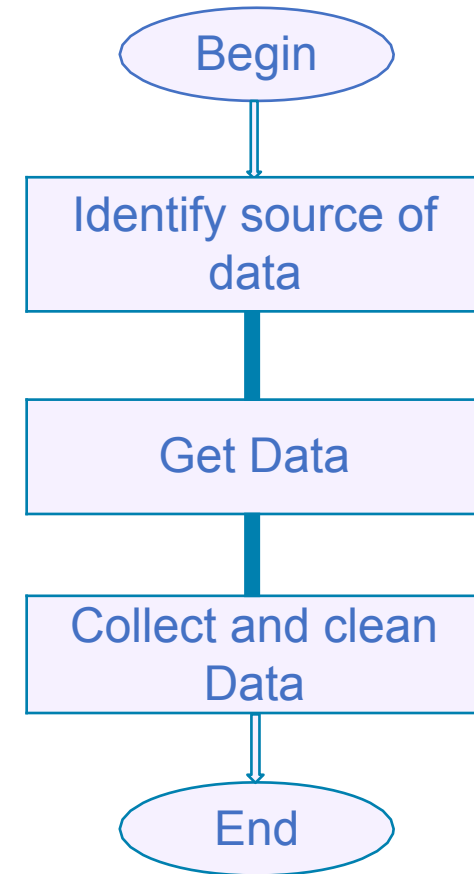 Begin
Identify source of
data
Get Data
Collect and clean
Data
End